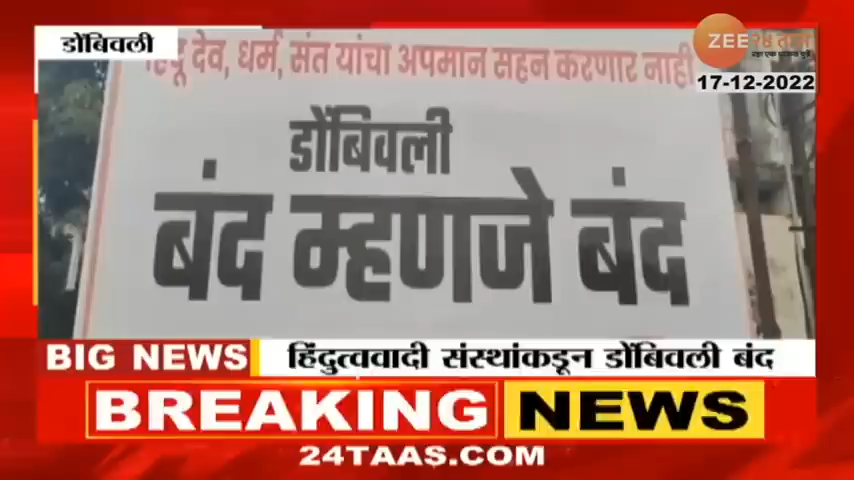 डोंबिवली
ZEE २४ तास
17-12-2022
हिंदू देव, धर्म, संत यांचा अपमान सहन करणार नाही
डोंबिवली
बंद म्हणजे बंद
BIG NEWS हिंदुत्ववादी संस्थांकडून डोंबिवली बंद
BREAKING NEWS
24TAAS.COM